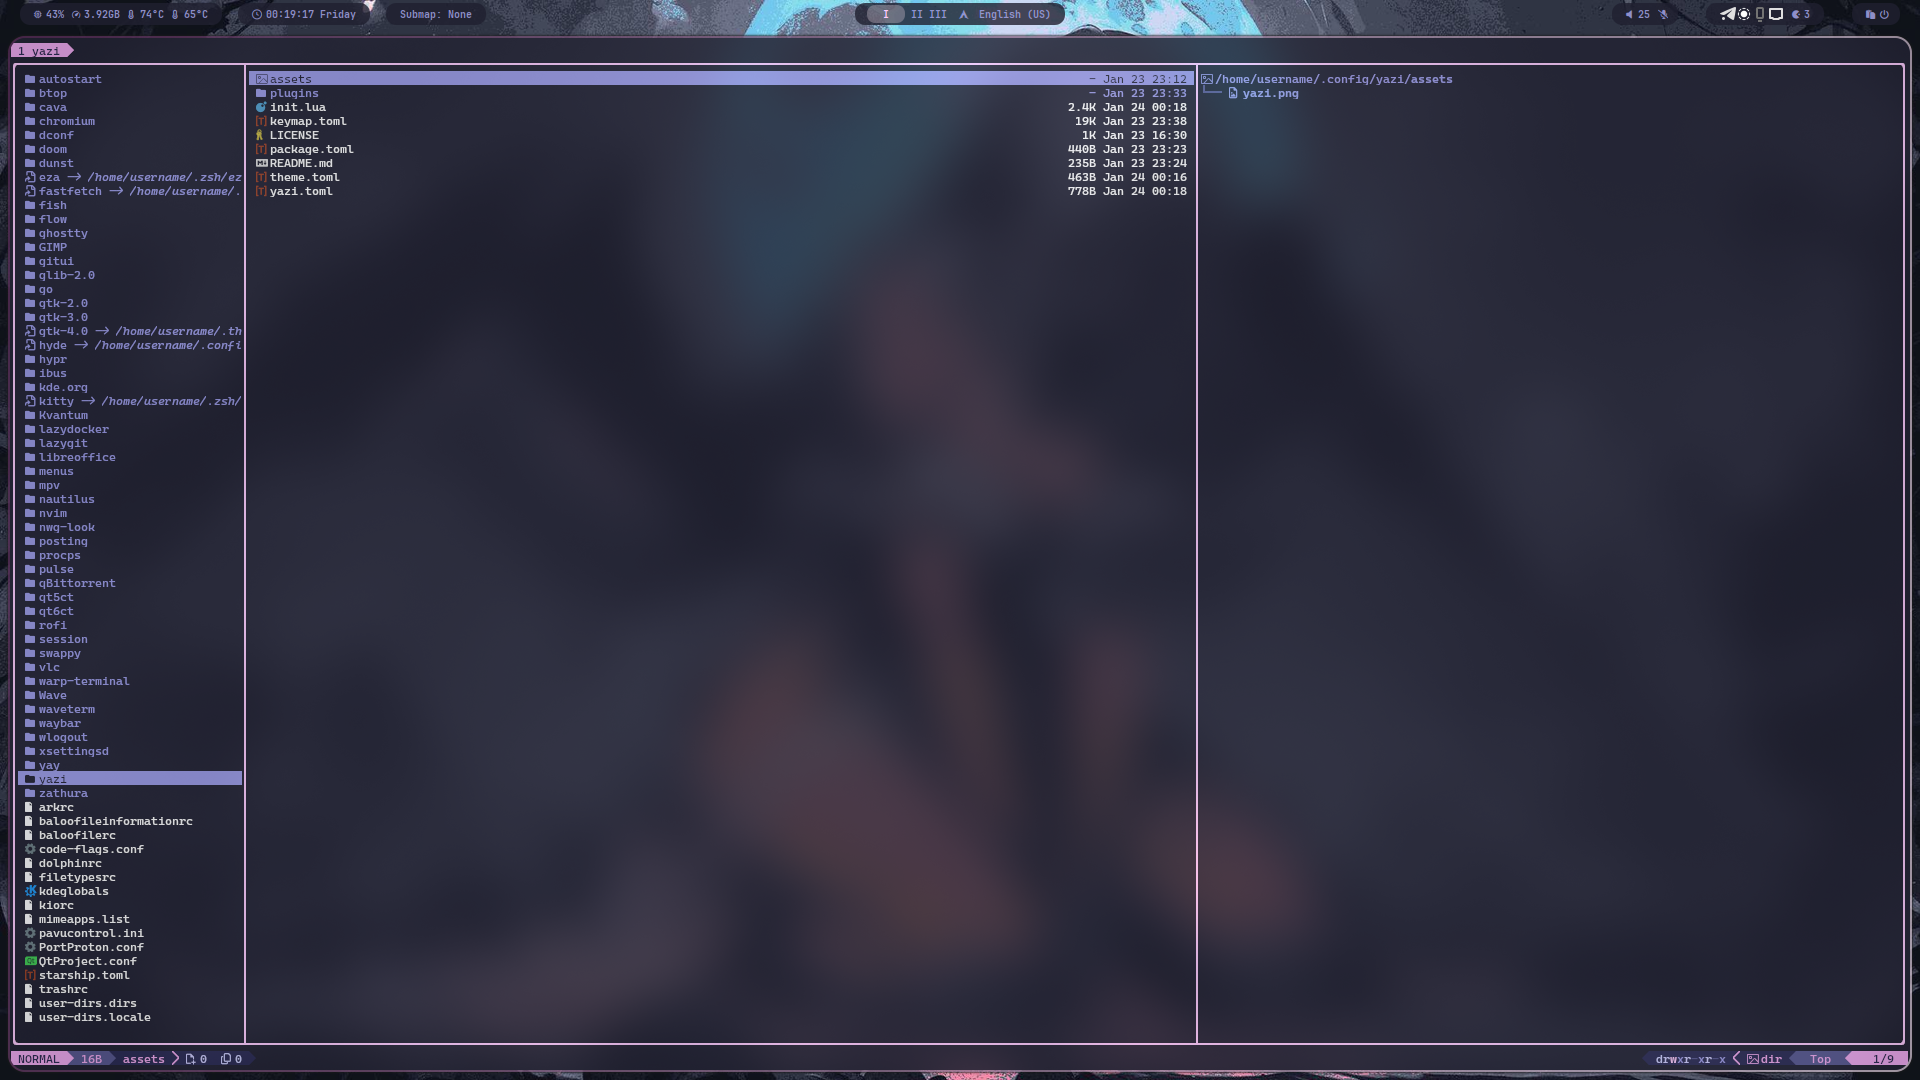 43% 3.92GB 74°C 65°C
00:19:17 Friday
Submap: None
I II III English (US)
25
3
1 yazi
autostart
btop
cava
chromium
dconf
doom
dunst
eza -> /home/username/.zsh/ez
fastfetch -> /home/username/.
fish
flow
ghostty
GIMP
gitui
glib-2.0
go
gtk-2.0
gtk-3.0
gtk-4.0 -> /home/username/.th
hyde -> /home/username/.confi
hypr
ibus
kde.org
kitty -> /home/username/.zsh/
Kvantum
lazydocker
lazygit
libreoffice
menus
mpv
nautilus
nvim
nwg-look
posting
procps
pulse
qBittorrent
qt5ct
qt6ct
rofi
session
swappy
vlc
warp-terminal
Wave
waveterm
waybar
wlogout
xsettingsd
yay
yazi
zathura
arkrc
baloofileinformationrc
baloofilerc
code-flags.conf
dolphinrc
filetypesrc
kdeglobals
kiorc
mimeapps.list
pavucontrol.ini
PortProton.conf
QtProject.conf
starship.toml
trashrc
user-dirs.dirs
user-dirs.locale
assets - Jan 23 23:12
plugins - Jan 23 23:33
init.lua 2.4K Jan 24 00:18
keymap.toml 19K Jan 23 23:38
LICENSE 1K Jan 23 16:30
package.toml 440B Jan 23 23:23
README.md 235B Jan 23 23:24
theme.toml 463B Jan 24 00:16
yazi.toml 778B Jan 24 00:18
/home/username/.config/yazi/assets
yazi.png
NORMAL 16B assets 0 0
drwxr-xr-x dir Top 1/9